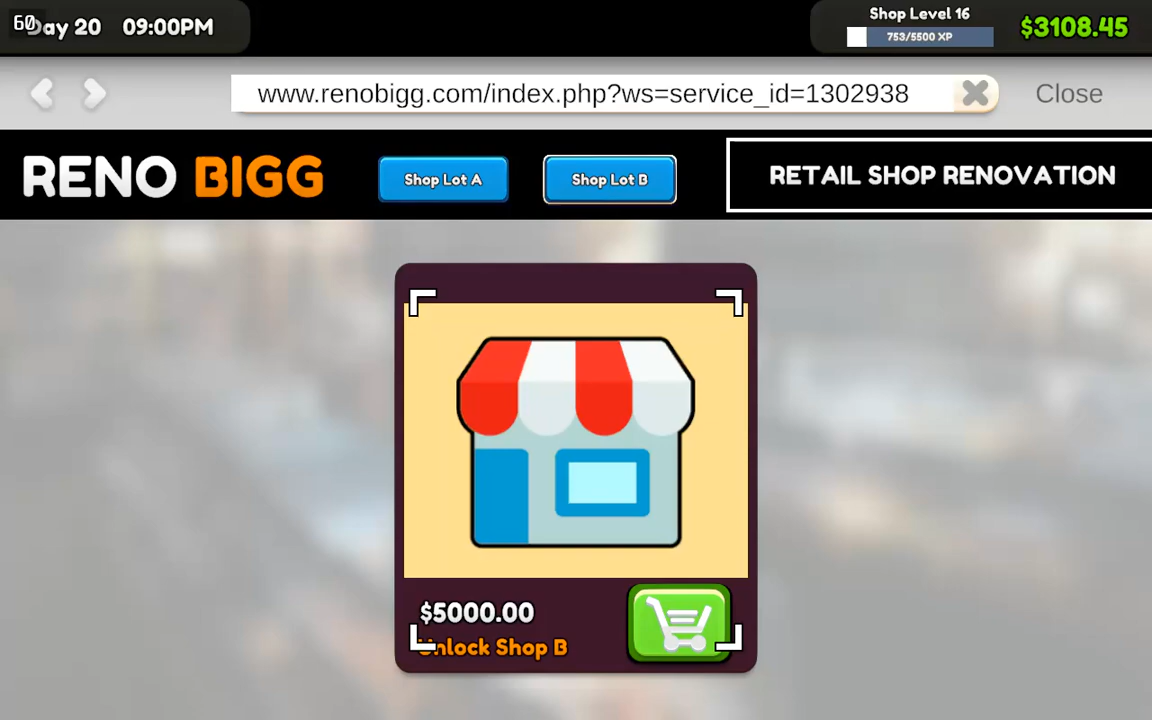 60
Day 20 09:00PM
Shop Level 16
753/5500 XP
$3108.45
www.renobigg.com/index.php?ws=service_id=1302938
Close
RENO BIGG
Shop Lot A
Shop Lot B
RETAIL SHOP RENOVATION
$5000.00
Unlock Shop B